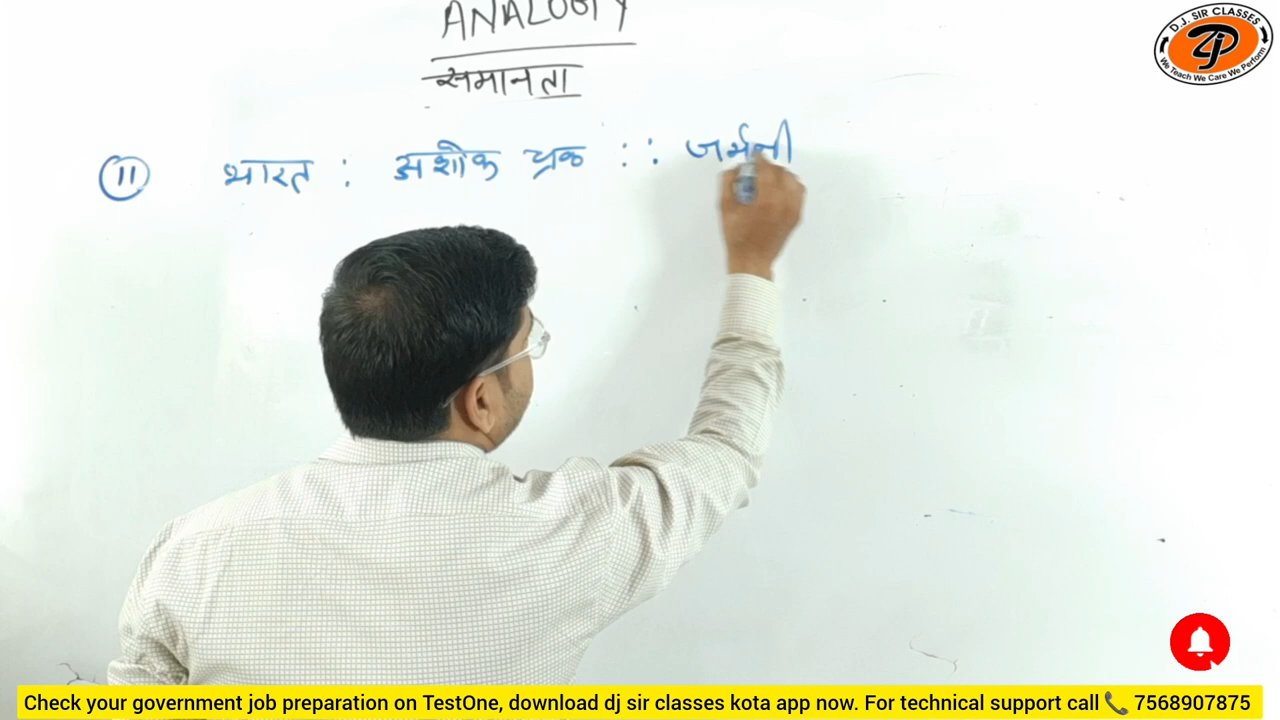 ANALOGY
समानता
11 भारत : अशोक चक्र : : जर्मनी
D.J. SIR CLASSES
We Teach We Care We Perform
Check your government job preparation on TestOne, download dj sir classes kota app now. For technical support call 📞 7568907875